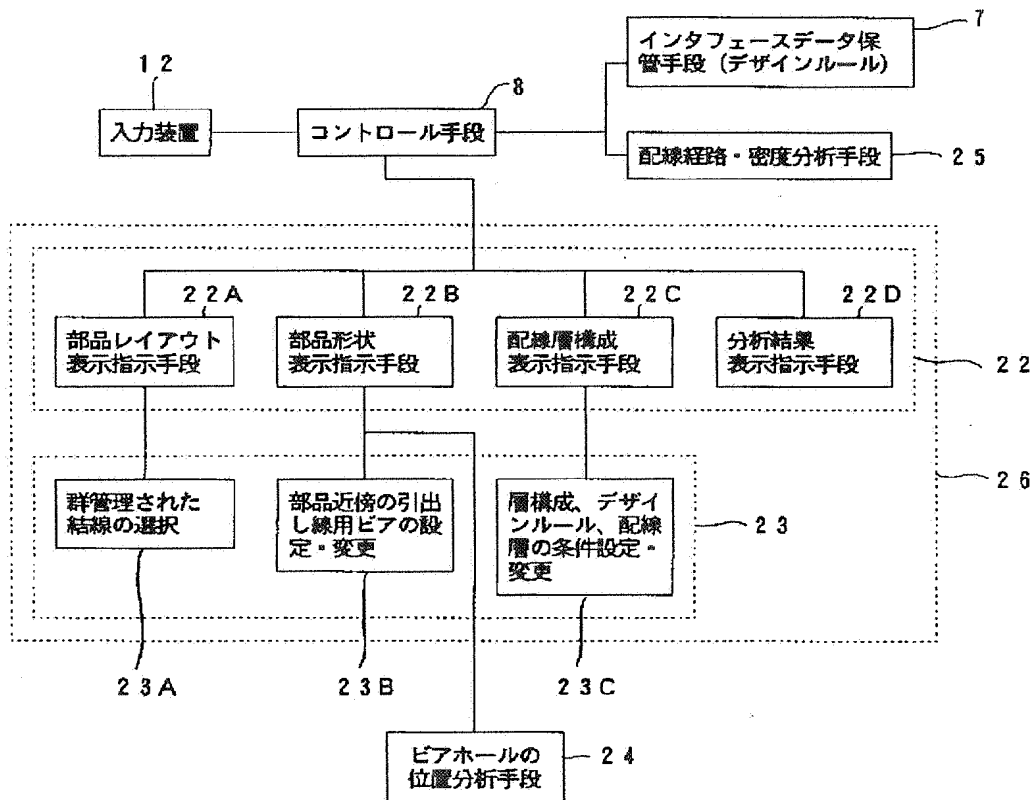 7
インタフェースデータ保
管手段（デザインルール）
12
8
入力装置
コントロール手段
配線経路・密度分析手段
25
22A
22B
22C
22D
部品レイアウト
表示指示手段
部品形状
表示指示手段
配線層構成
表示指示手段
分析結果
表示指示手段
22
26
群管理された
結線の選択
部品近傍の引出
し線用ビアの設
定・変更
層構成、デザ
インルール、配線
層の条件設定・
変更
23
23A
23B
23C
ビアホールの
位置分析手段
24